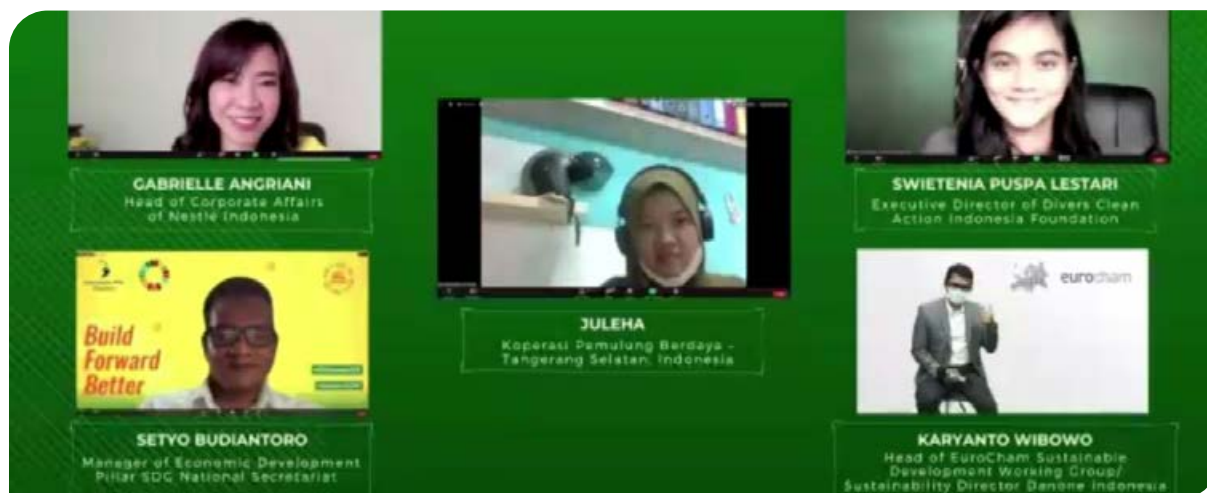 GABRIELLE ANGRIANI
Head of Corporate Affairs
of Nestlé Indonesia
SWIETENIA PUSPA LESTARI
Executive Director of Divers Clean
Action Indonesia Foundation
Build
Forward
Better
SETYO BUDIANTORO
Manager of Economic Development
Pillar SDG National Secretariat
JULEHA
Koperasi Pemulung Berdaya -
Tangerang Selatan, Indonesia
eurocham
KARYANTO WIBOWO
Head of EuroCham Sustainable
Development Working Group/
Sustainability Director Danone Indonesia